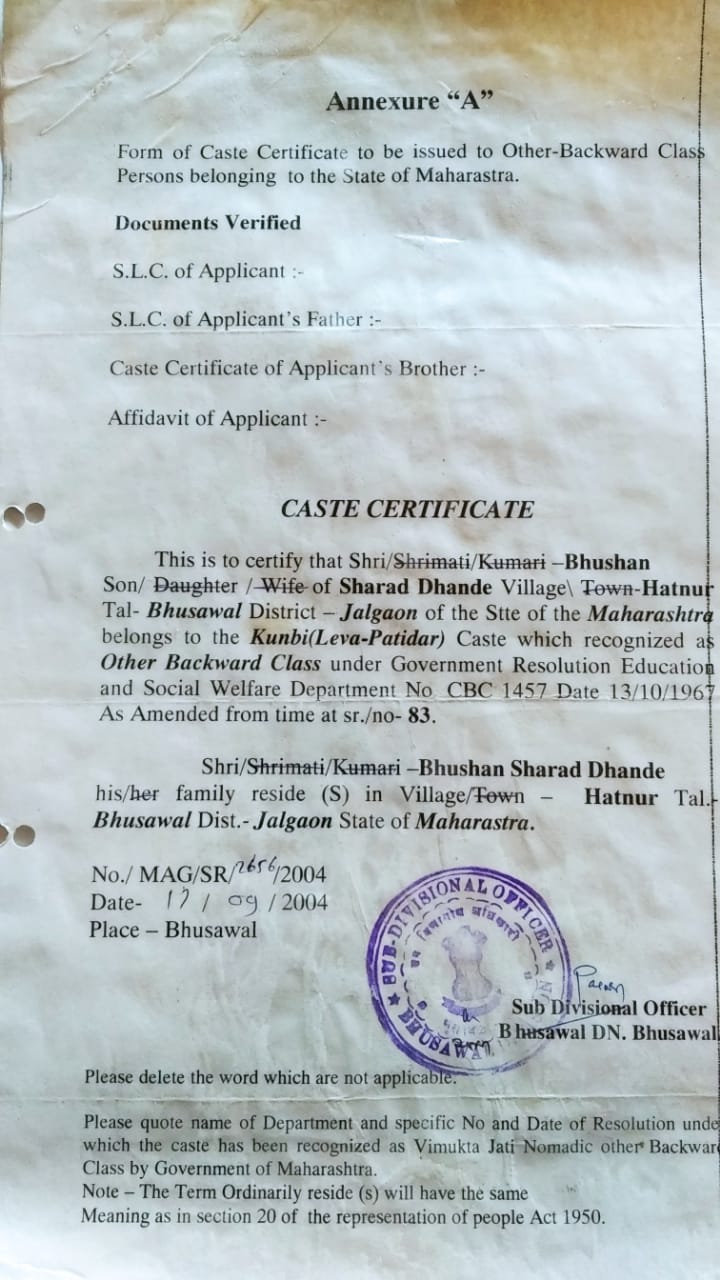 Annexure “A”
Form of Caste Certificate to be issued to Other-Backward Class
Persons belonging to the State of Maharastra.
Documents Verified
S.L.C. of Applicant :-
S.L.C. of Applicant’s Father :-
Caste Certificate of Applicant’s Brother :-
Affidavit of Applicant :-
CASTE CERTIFICATE
This is to certify that Shri/Shrimati/Kumari –Bhushan
Son/ Daughter / Wife of Sharad Dhande Village\ Town-Hatnur
Tal- Bhusawal District – Jalgaon of the Stte of the Maharashtra
belongs to the Kunbi(Leva-Patidar) Caste which recognized as
Other Backward Class under Government Resolution Education
and Social Welfare Department No CBC 1457 Date 13/10/1967
As Amended from time at sr./no- 83.
Shri/Shrimati/Kumari –Bhushan Sharad Dhande
his/her family reside (S) in Village/Town – Hatnur Tal.-
Bhusawal Dist.- Jalgaon State of Maharastra.
No./ MAG/SR/2656/2004
Date- 17 / 09 / 2004
Place – Bhusawal
SUB-DIVISIONAL OFFICER
उप विभागीय अधिकारी
BHUSAWAL
Sub Divisional Officer
Bhusawal DN. Bhusawal
Please delete the word which are not applicable.
Please quote name of Department and specific No and Date of Resolution unde
which the caste has been recognized as Vimukta Jati Nomadic other Backward
Class by Government of Maharashtra.
Note – The Term Ordinarily reside (s) will have the same
Meaning as in section 20 of the representation of people Act 1950.